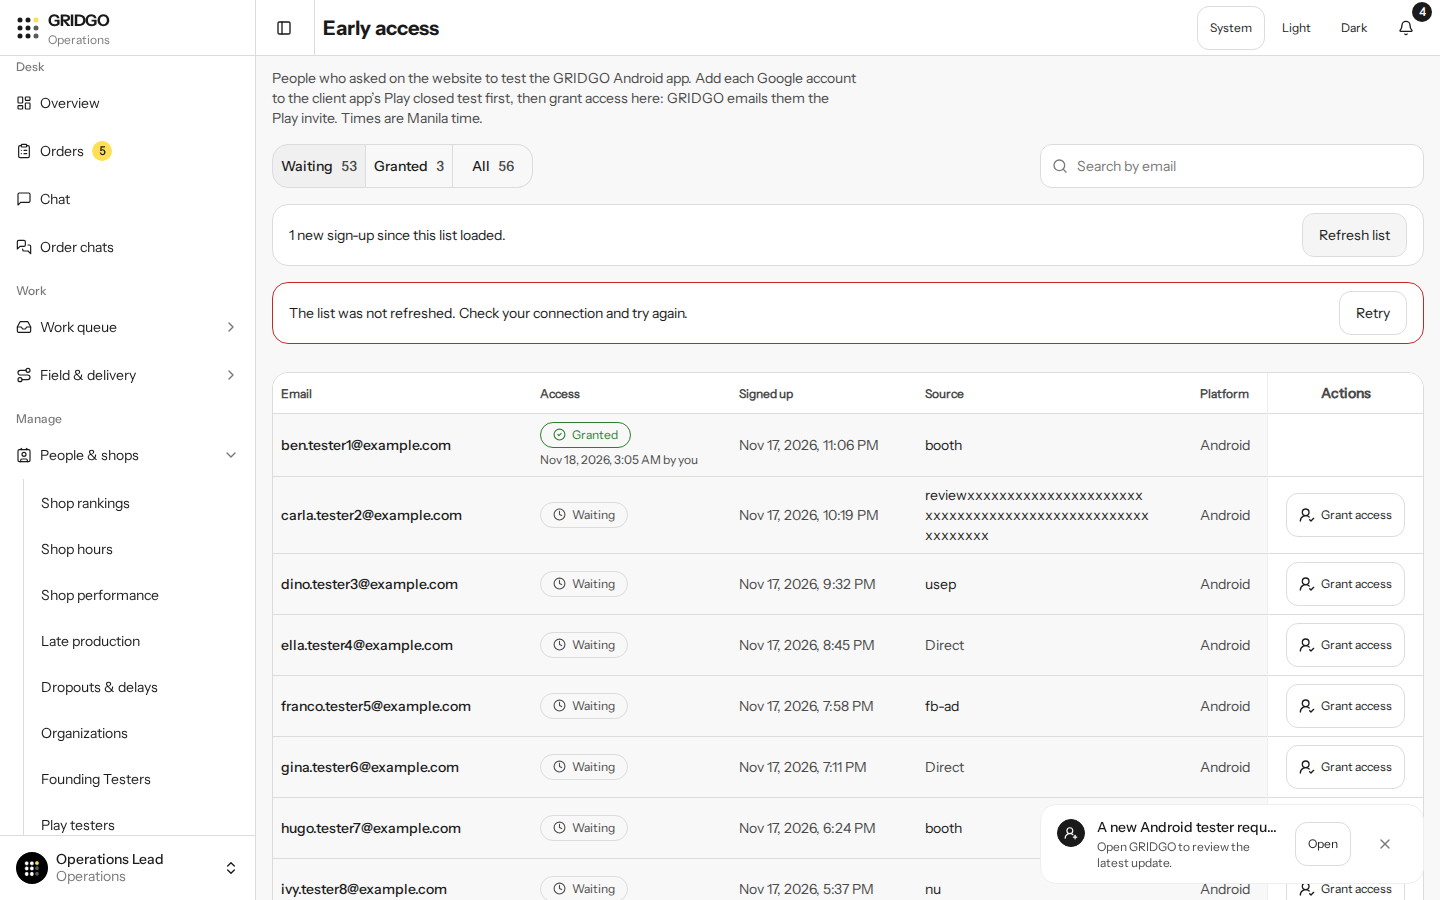 GRIDGO
Operations
Desk
Overview
Orders 5
Chat
Order chats
Work
Work queue
Field & delivery
Manage
People & shops
Shop rankings
Shop hours
Shop performance
Late production
Dropouts & delays
Organizations
Founding Testers
Play testers
Operations Lead
Operations
Early access
System Light Dark 4
People who asked on the website to test the GRIDGO Android app. Add each Google account
to the client app's Play closed test first, then grant access here: GRIDGO emails them the
Play invite. Times are Manila time.
Waiting 53 Granted 3 All 56
Search by email
1 new sign-up since this list loaded.
Refresh list
The list was not refreshed. Check your connection and try again.
Retry
Email Access Signed up Source Platform Actions
ben.tester1@example.com Granted Nov 17, 2026, 11:06 PM booth Android
Nov 18, 2026, 3:05 AM by you
carla.tester2@example.com Waiting Nov 17, 2026, 10:19 PM reviewxxxxxxxxxxxxxxxxxxxxxx Android Grant access
xxxxxxxxxxxxxxxxxxxxxxxxxxxx
xxxxxxxx
dino.tester3@example.com Waiting Nov 17, 2026, 9:32 PM usep Android Grant access
ella.tester4@example.com Waiting Nov 17, 2026, 8:45 PM Direct Android Grant access
franco.tester5@example.com Waiting Nov 17, 2026, 7:58 PM fb-ad Android Grant access
gina.tester6@example.com Waiting Nov 17, 2026, 7:11 PM Direct Android Grant access
hugo.tester7@example.com Waiting Nov 17, 2026, 6:24 PM booth
ivy.tester8@example.com Waiting Nov 17, 2026, 5:37 PM nu Android Grant access
A new Android tester requ...
Open GRIDGO to review the
latest update.
Open